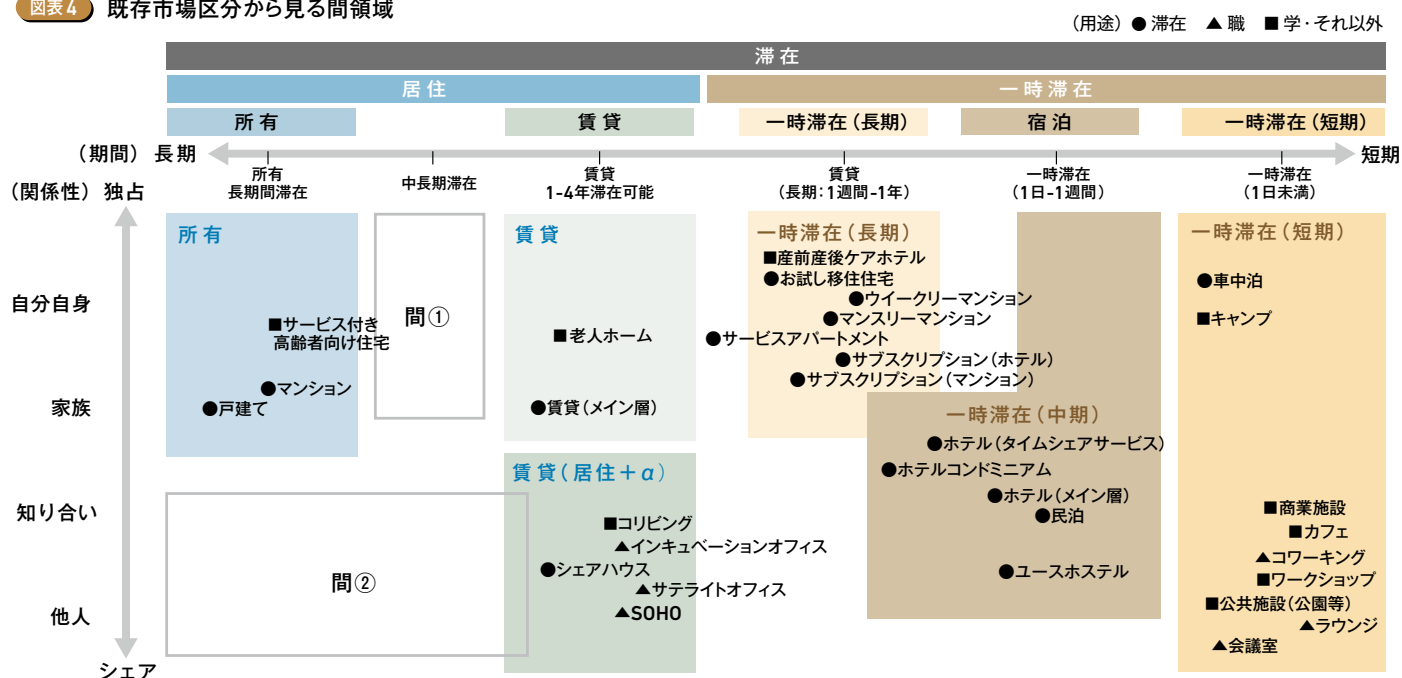 図表4 既存市場区分から見る間領域
(用途) ● 滞在 ▲ 職 ■ 学・それ以外
滞在
居住
一時滞在
所有
賃貸
一時滞在(長期)
宿泊
一時滞在(短期)
(期間) 長期
短期
所有
長期間滞在
中長期滞在
賃貸
1-4年滞在可能
賃貸
(長期:1週間-1年)
一時滞在
(1日-1週間)
一時滞在
(1日未満)
(関係性) 独占
自分自身
家族
知り合い
他人
シェア
所有
■サービス付き
高齢者向け住宅
●マンション
●戸建て
間①
間②
賃貸
■老人ホーム
●賃貸(メイン層)
賃貸(居住+α)
■コリビング
▲インキュベーションオフィス
●シェアハウス
▲サテライトオフィス
▲SOHO
一時滞在(長期)
■産前産後ケアホテル
●お試し移住住宅
●ウイークリーマンション
●マンスリーマンション
●サービスアパートメント
●サブスクリプション(ホテル)
●サブスクリプション(マンション)
一時滞在(中期)
●ホテル(タイムシェアサービス)
●ホテルコンドミニアム
●ホテル(メイン層)
●民泊
●ユースホステル
一時滞在(短期)
●車中泊
■キャンプ
■商業施設
■カフェ
▲コワーキング
■ワークショップ
■公共施設(公園等)
▲ラウンジ
▲会議室